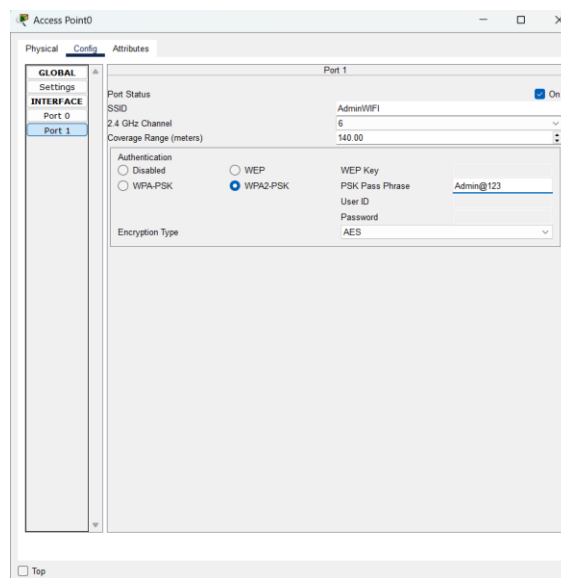 Access Point0
Physical Config Attributes
GLOBAL
Settings
INTERFACE
Port 0
Port 1
Port 1
Port Status On
SSID AdminWIFI
2.4 GHz Channel 6
Coverage Range (meters) 140.00
Authentication
Disabled WEP WEP Key
WPA-PSK WPA2-PSK PSK Pass Phrase Admin@123
User ID
Password
Encryption Type AES
Top